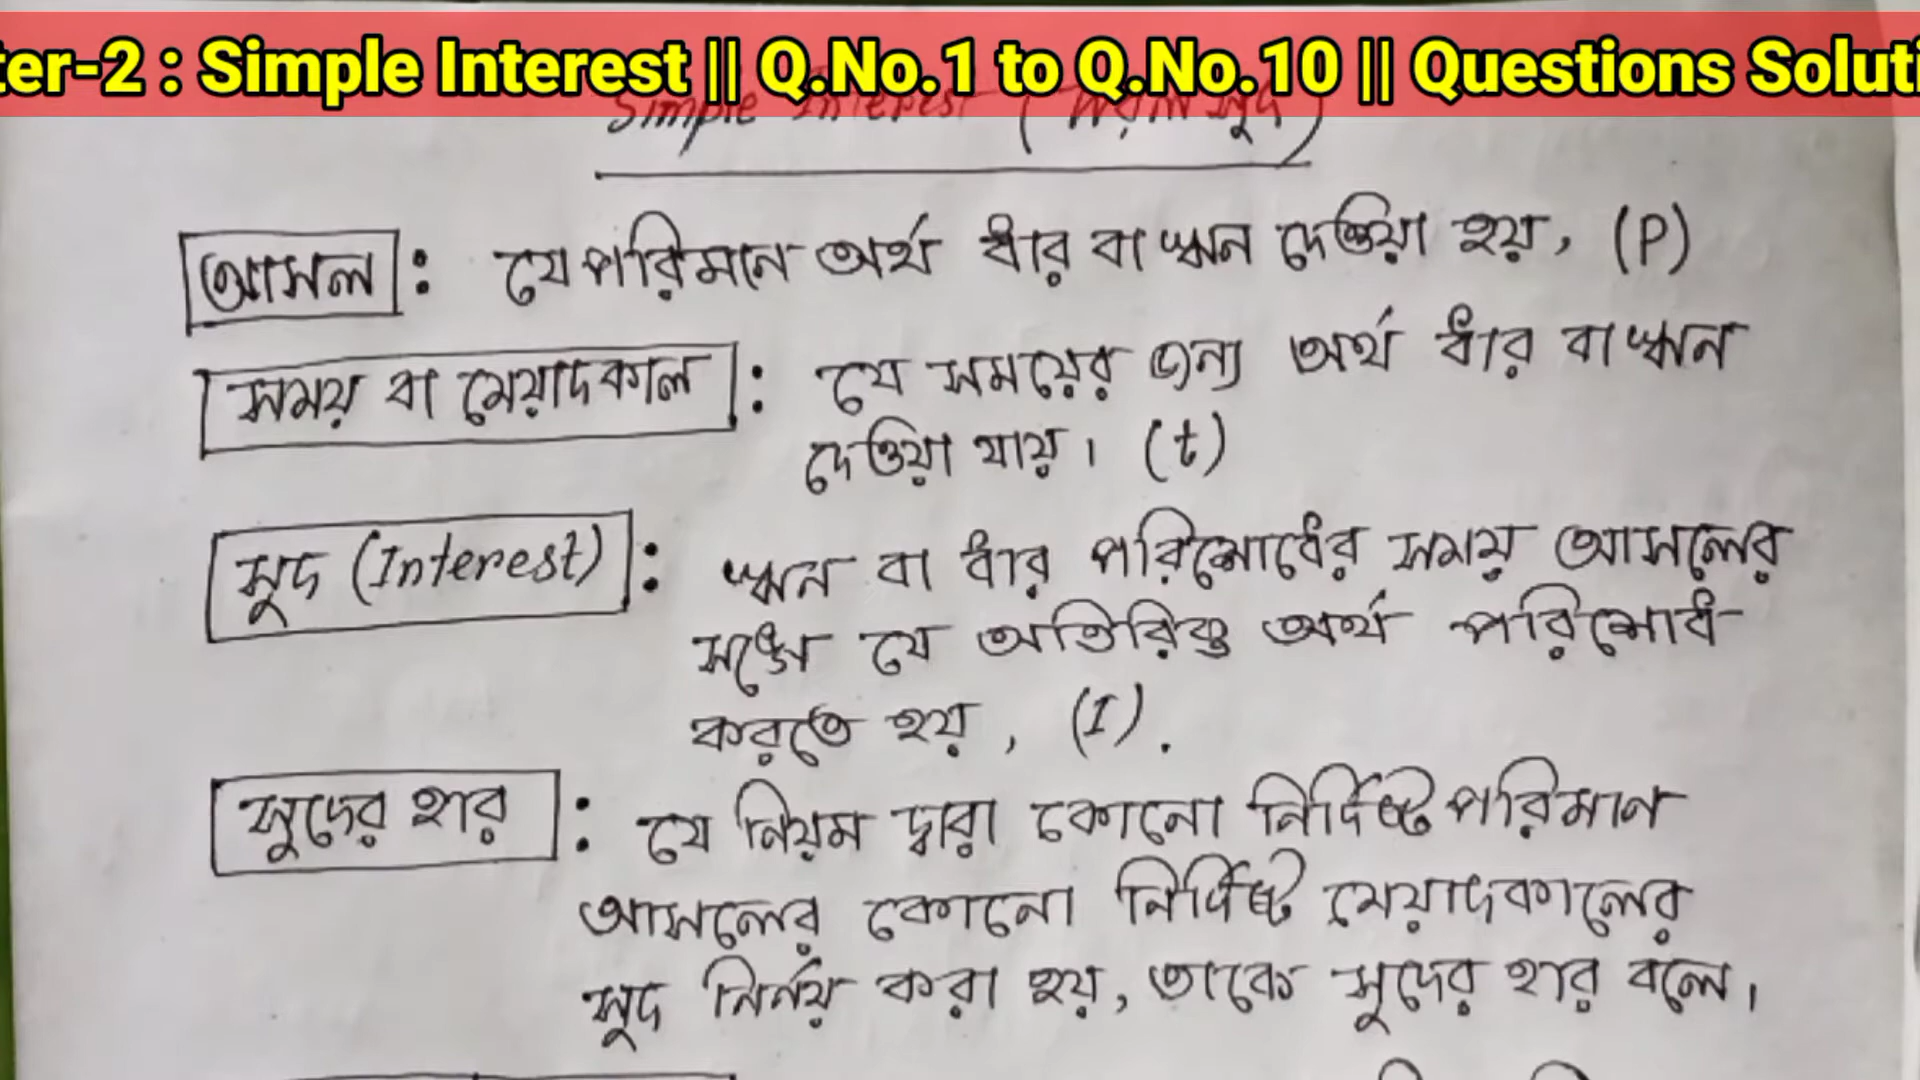 ter-2 : Simple Interest || Q.No.1 to Q.No.10 || Questions Soluti
Simple Interest (সরল সুদ)
আসল : যে পরিমানে অর্থ ধার বা ঋন দেওয়া হয়, (P)
সময় বা মেয়াদকাল : যে সময়ের জন্য অর্থ ধার বা ঋন
দেওয়া যায়। (t)
সুদ (Interest) : ঋন বা ধার পরিশোধের সময় আসলের
সঙ্গে যে অতিরিক্ত অর্থ পরিশোধ
করতে হয়, (I).
সুদের হার : যে নিয়ম দ্বারা কোনো নির্দিষ্ট পরিমান
আসলের কোনো নির্দিষ্ট মেয়াদকালের
সুদ নির্নয় করা হয়, তাকে সুদের হার বলে।